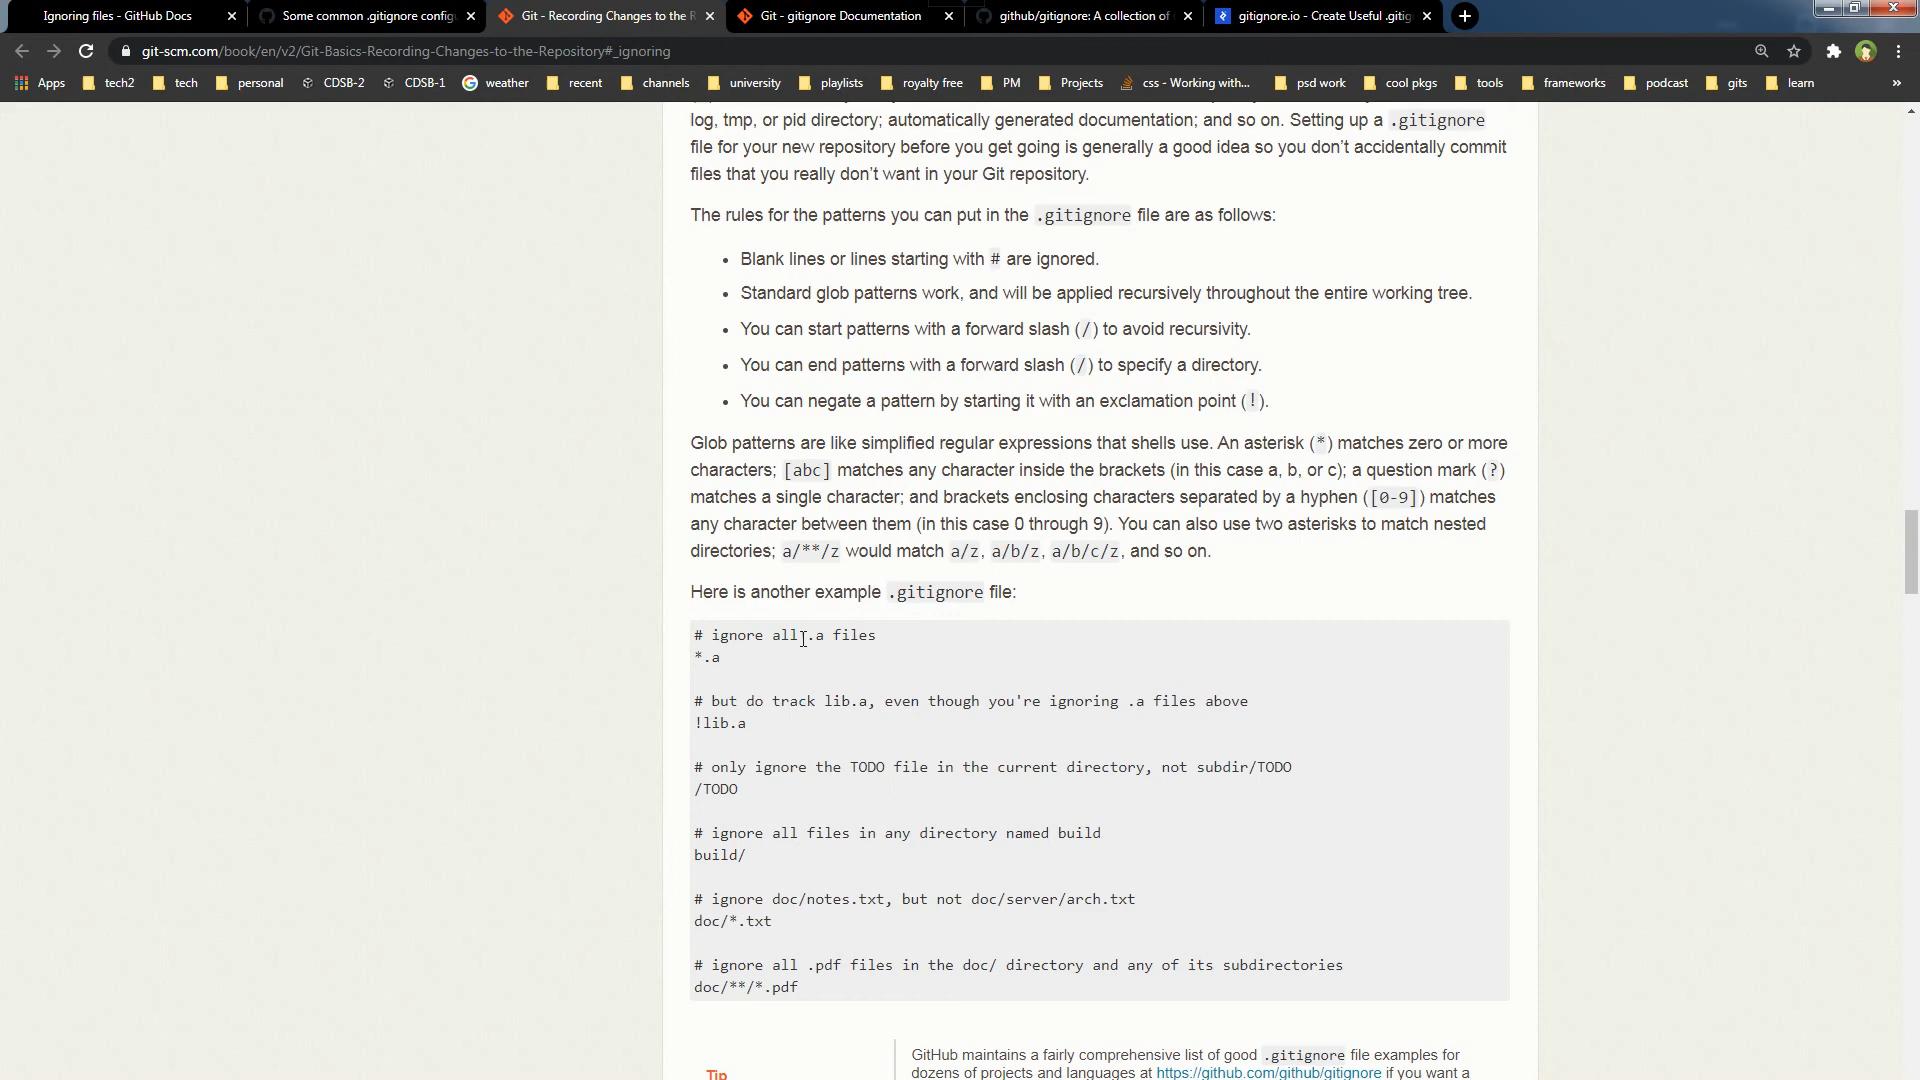 Ignoring files - GitHub Docs
Some common .gitignore config
Git - Recording Changes to the R
Git - gitignore Documentation
github/gitignore: A collection of
gitignore.io - Create Useful .gitig
git-scm.com/book/en/v2/Git-Basics-Recording-Changes-to-the-Repository#_ignoring
Apps tech2 tech personal CDSB-2 CDSB-1 weather recent channels university playlists royalty free PM Projects css - Working with... psd work cool pkgs tools frameworks podcast gits learn »
log, tmp, or pid directory; automatically generated documentation; and so on. Setting up a .gitignore
file for your new repository before you get going is generally a good idea so you don’t accidentally commit
files that you really don’t want in your Git repository.
The rules for the patterns you can put in the .gitignore file are as follows:
• Blank lines or lines starting with # are ignored.
• Standard glob patterns work, and will be applied recursively throughout the entire working tree.
• You can start patterns with a forward slash (/) to avoid recursivity.
• You can end patterns with a forward slash (/) to specify a directory.
• You can negate a pattern by starting it with an exclamation point (!).
Glob patterns are like simplified regular expressions that shells use. An asterisk (*) matches zero or more
characters; [abc] matches any character inside the brackets (in this case a, b, or c); a question mark (?)
matches a single character; and brackets enclosing characters separated by a hyphen ([0-9]) matches
any character between them (in this case 0 through 9). You can also use two asterisks to match nested
directories; a/**/z would match a/z, a/b/z, a/b/c/z, and so on.
Here is another example .gitignore file:
# ignore all .a files
*.a
# but do track lib.a, even though you're ignoring .a files above
!lib.a
# only ignore the TODO file in the current directory, not subdir/TODO
/TODO
# ignore all files in any directory named build
build/
# ignore doc/notes.txt, but not doc/server/arch.txt
doc/*.txt
# ignore all .pdf files in the doc/ directory and any of its subdirectories
doc/**/*.pdf
GitHub maintains a fairly comprehensive list of good .gitignore file examples for
Tip
dozens of projects and languages at https://github.com/github/gitignore if you want a